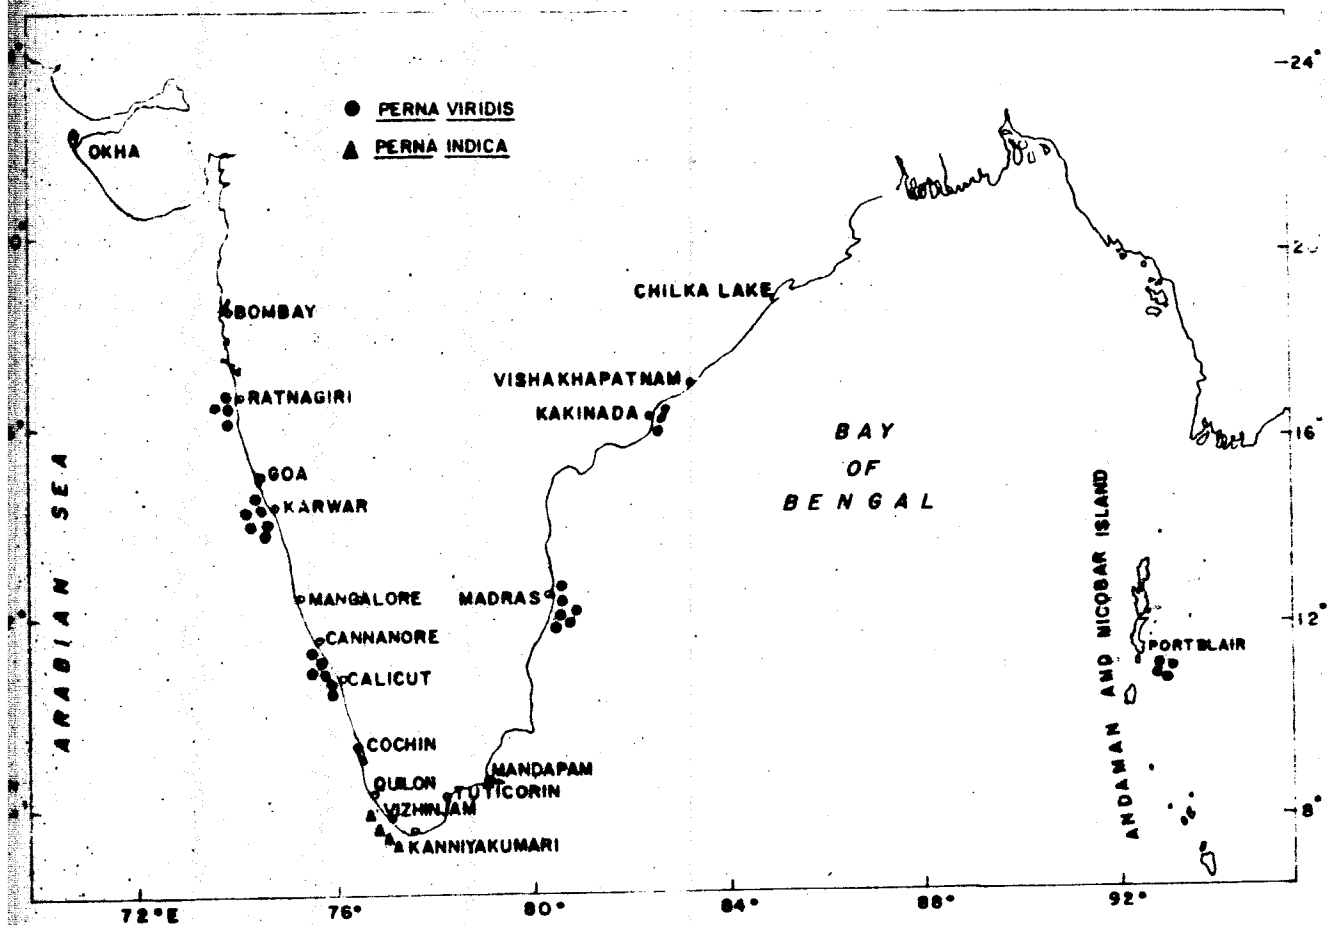 24°
PERNA VIRIDIS
PERNA INDICA
OKHA
20
BOMBAY
CHILKA LAKE
VISHAKHAPATNAM
RATNAGIRI
KAKINADA
BAY
OF
BENGAL
16°
GOA
KARWAR
ARABIAN SEA
ANDAMAN AND NICOBAR ISLAND
MANGALORE
MADRAS
12°
CANNANORE
PORTBLAIR
CALICUT
COCHIN
MANDAPAM
QUILON
TUTICORIN
VIZHINJAM
8°
KANNIYAKUMARI
72°E
76°
80°
84°
88°
92°